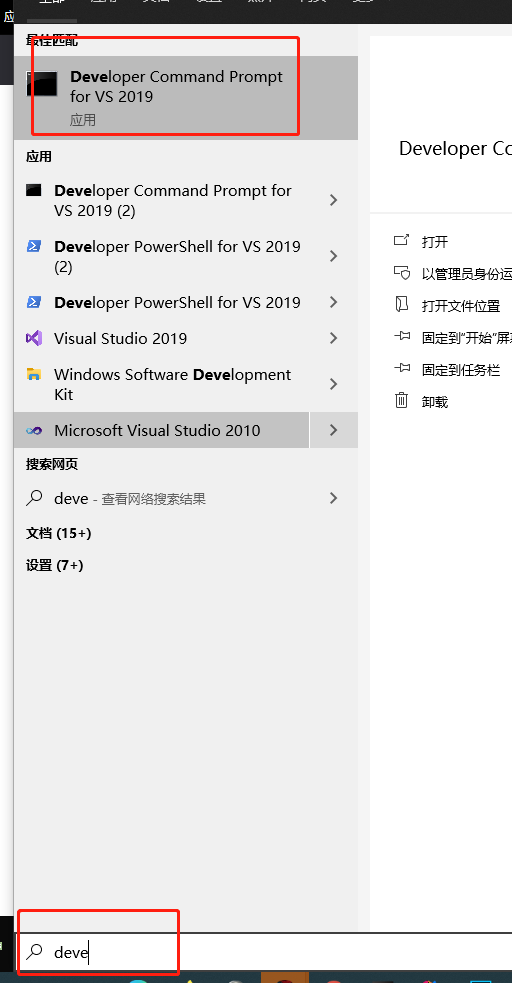 最佳匹配
Developer Command Prompt
for VS 2019
应用
应用
Developer Command Prompt for
VS 2019 (2)
Developer PowerShell for VS 2019
(2)
Developer PowerShell for VS 2019
Visual Studio 2019
Windows Software Development
Kit
Microsoft Visual Studio 2010
搜索网页
deve - 查看网络搜索结果
文档 (15+)
设置 (7+)
Developer Co
打开
以管理员身份运
打开文件位置
固定到"开始"屏
固定到任务栏
卸载
deve